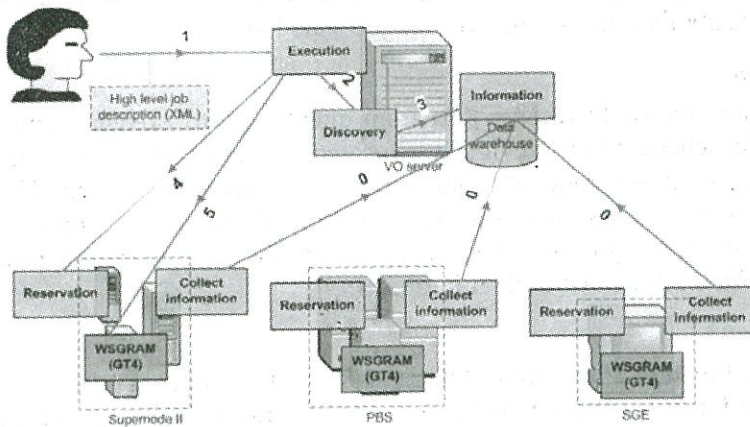 1
Execution
High level job
description (XML)
2
3
Information
Discovery
Data
warehouse
VO server
4
5
0
0
0
Reservation
Collect
information
WSGRAM
(GT4)
Supernode II
Reservation
Collect
information
WSGRAM
(GT4)
PBS
Reservation
Collect
Information
WSGRAM
(GT4)
SGE